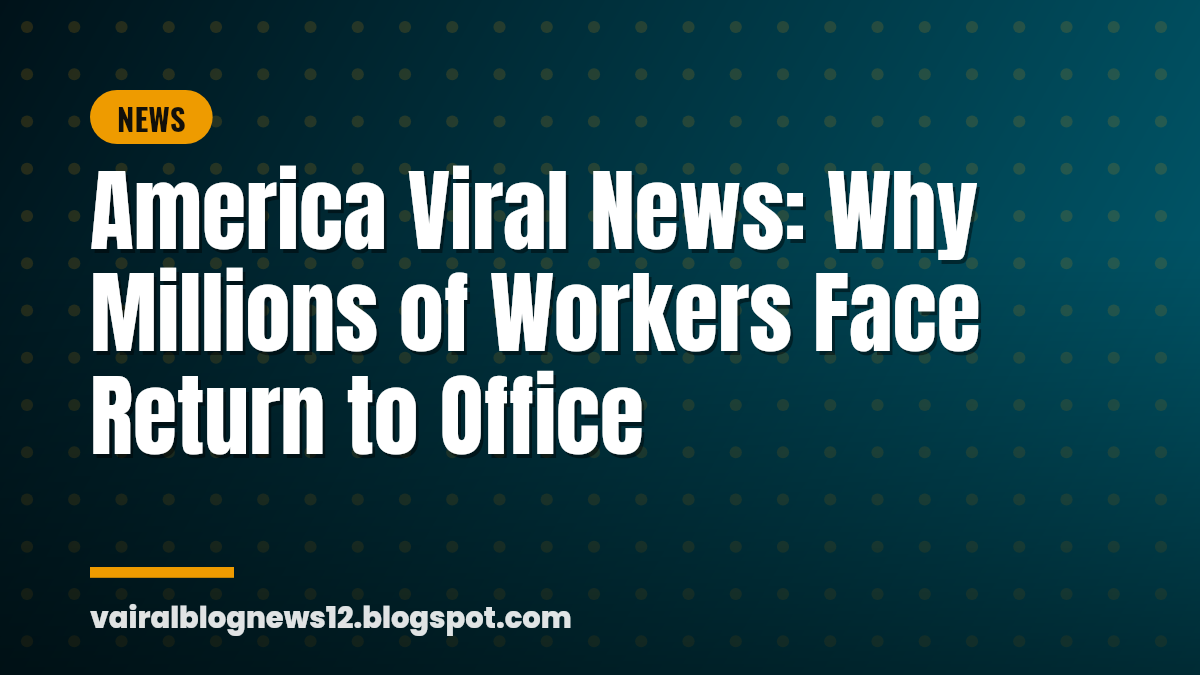 NEWS
America Viral News: Why
Millions of Workers Face
Return to Office
vairalblognews12.blogspot.com